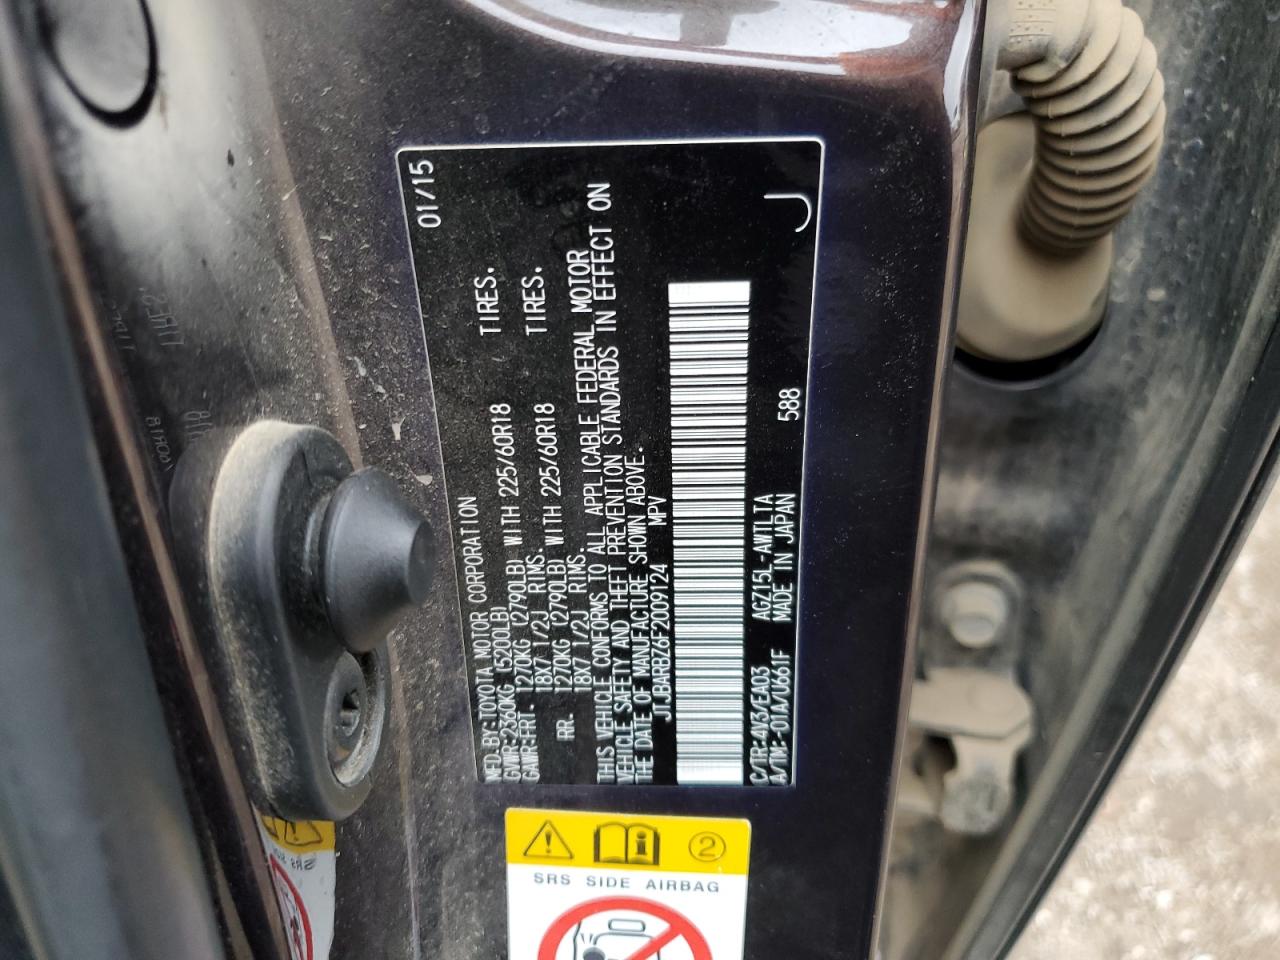 MFD.BY:TOYOTA MOTOR CORPORATION 01/15
GVWR:2360KG (5200LB)
GAWR:FRT. 1270KG (2790LB) WITH 225/60R18 TIRES.
18X7 1/2J RIMS.
RR. 1270KG (2790LB) WITH 225/60R18 TIRES.
18X7 1/2J RIMS.
THIS VEHICLE CONFORMS TO ALL APPLICABLE FEDERAL MOTOR
VEHICLE SAFETY AND THEFT PREVENTION STANDARDS IN EFFECT ON
THE DATE OF MANUFACTURE SHOWN ABOVE.
JTJBARBZ6F2009124 MPV
C/TR:4V3/EA03 AGZ15L-AWTLTA 588
A/TM:-01A/U661F MADE IN JAPAN J
2
SRS SIDE AIRBAG